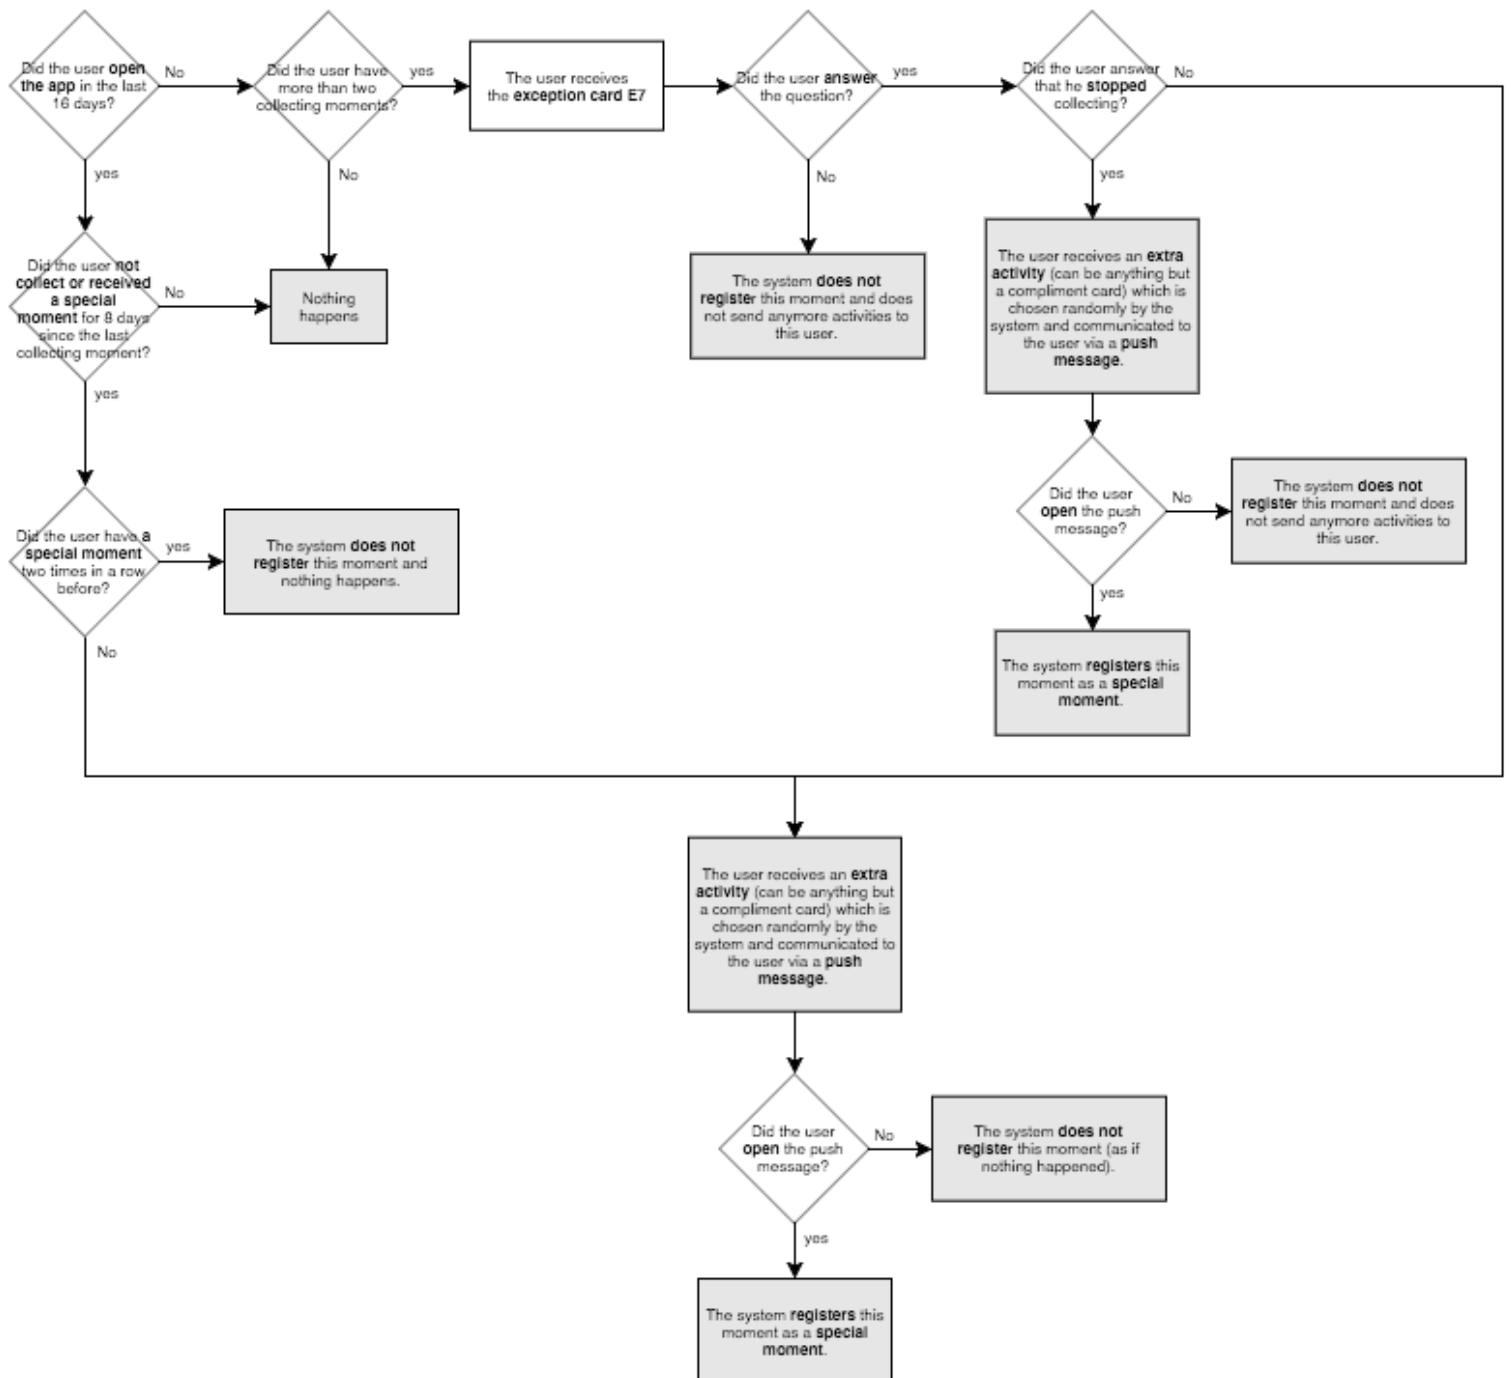 Did the user open
the app in the last
16 days?
No
Did the user have
more than two
collecting moments?
yes
The user receives
the exception card E7
Did the user answer
the question?
yes
Did the user answer
that he stopped
collecting?
No
yes
No
No
yes
Did the user not
collect or received
a special
moment for 8 days
since the last
collecting moment?
No
Nothing
happens
The system does not
register this moment and does
not send anymore activities to
this user.
The user receives an extra
activity (can be anything but
a compliment card) which is
chosen randomly by the
system and communicated to
the user via a push
message.
yes
Did the user have a
special moment
two times in a row
before?
yes
The system does not
register this moment and
nothing happens.
Did the user
open the push
message?
No
The system does not
register this moment and does
not send anymore activities to
this user.
yes
No
The system registers this
moment as a special
moment.
The user receives an extra
activity (can be anything but
a compliment card) which is
chosen randomly by the
system and communicated to
the user via a push
message.
Did the user
open the push
message?
No
The system does not
register this moment (as if
nothing happened).
yes
The system registers this
moment as a special
moment.